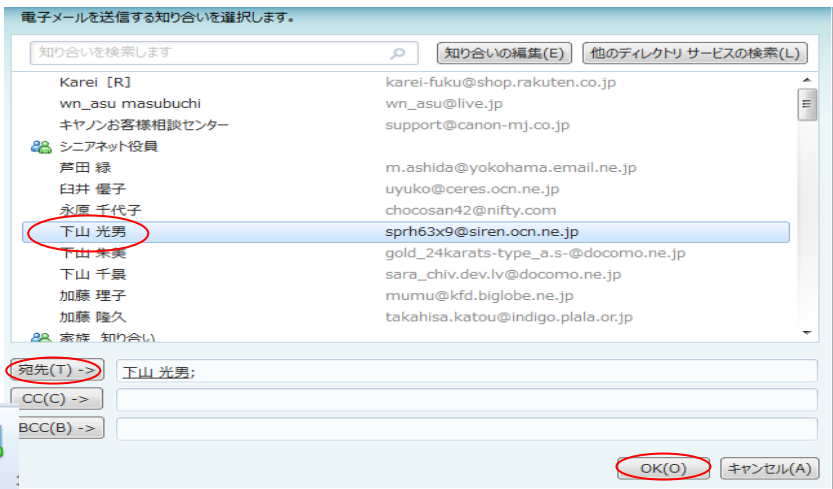 電子メールを送信する知り合いを選択します。
知り合いを検索します 知り合いの編集(E) 他のディレクトリ サービスの検索(L)
Karei [R] karei-fuku@shop.rakuten.co.jp
wn_asu masubuchi wn_asu@live.jp
キヤノンお客様相談センター support@canon-mj.co.jp
シニアネット役員
芦田 緑 m.ashida@yokohama.email.ne.jp
臼井 優子 uyuko@ceres.ocn.ne.jp
永原 千代子 chocosan42@nifty.com
下山 光男 sprh63x9@siren.ocn.ne.jp
下山 朱美 gold_24karats-type_a.s-@docomo.ne.jp
下山 千景 sara_chiv.dev.lv@docomo.ne.jp
加藤 理子 mumu@kfd.biglobe.ne.jp
加藤 隆久 takahisa.katou@indigo.plala.or.jp
家族 知り合い)
宛先(T) -> 下山 光男;
CC(C) ->
BCC(B) ->
OK(O) キャンセル(A)